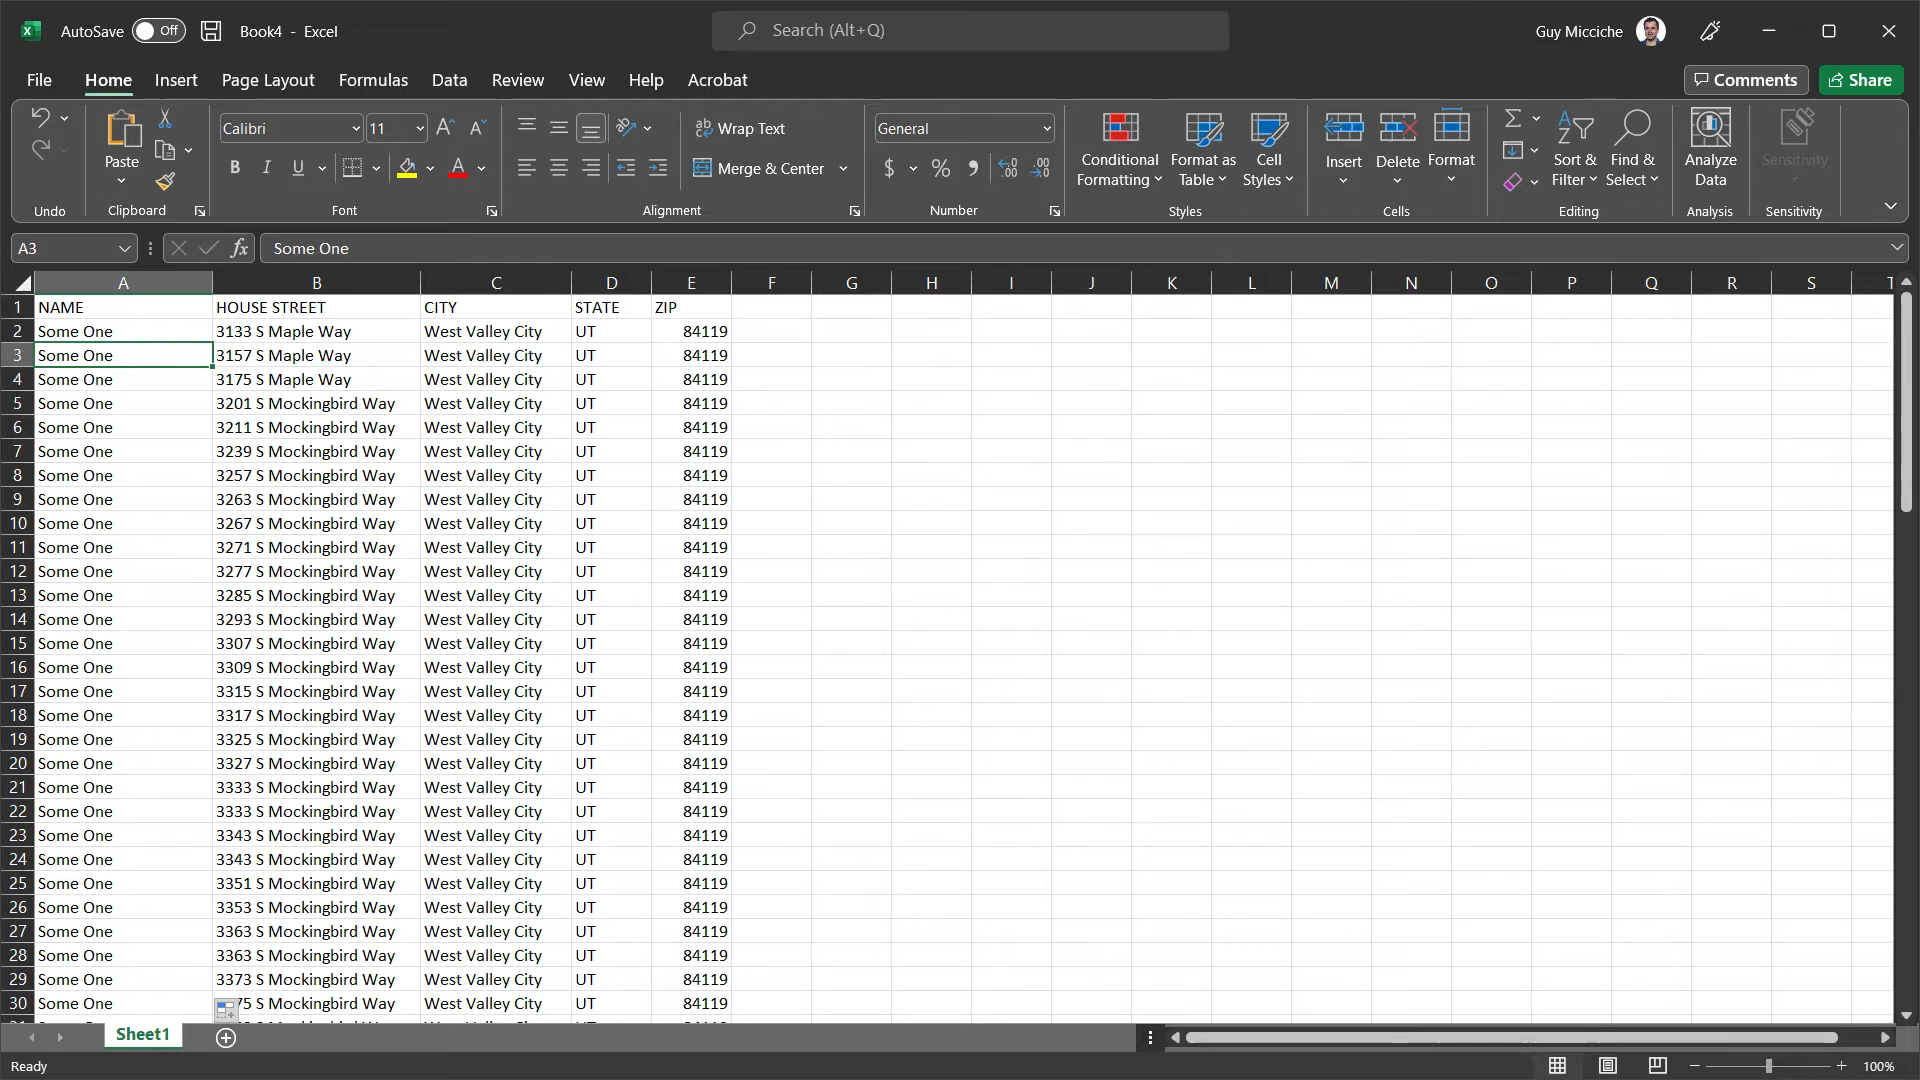 AutoSave Off Book4 - Excel Search (Alt+Q) Guy Micciche
File Home Insert Page Layout Formulas Data Review View Help Acrobat Comments Share
Calibri 11 Wrap Text General
Paste Merge & Center Conditional Formatting Format as Table Cell Styles Insert Delete Format Sort & Filter Find & Select Analyze Data Sensitivity
Undo Clipboard Font Alignment Number Styles Cells Editing Analysis Sensitivity
A3 fx Some One
A B C D E F G H I J K L M N O P Q R S T
1 NAME HOUSE STREET CITY STATE ZIP
2 Some One 3133 S Maple Way West Valley City UT 84119
3 Some One 3157 S Maple Way West Valley City UT 84119
4 Some One 3175 S Maple Way West Valley City UT 84119
5 Some One 3201 S Mockingbird Way West Valley City UT 84119
6 Some One 3211 S Mockingbird Way West Valley City UT 84119
7 Some One 3239 S Mockingbird Way West Valley City UT 84119
8 Some One 3257 S Mockingbird Way West Valley City UT 84119
9 Some One 3263 S Mockingbird Way West Valley City UT 84119
10 Some One 3267 S Mockingbird Way West Valley City UT 84119
11 Some One 3271 S Mockingbird Way West Valley City UT 84119
12 Some One 3277 S Mockingbird Way West Valley City UT 84119
13 Some One 3285 S Mockingbird Way West Valley City UT 84119
14 Some One 3293 S Mockingbird Way West Valley City UT 84119
15 Some One 3307 S Mockingbird Way West Valley City UT 84119
16 Some One 3309 S Mockingbird Way West Valley City UT 84119
17 Some One 3315 S Mockingbird Way West Valley City UT 84119
18 Some One 3317 S Mockingbird Way West Valley City UT 84119
19 Some One 3325 S Mockingbird Way West Valley City UT 84119
20 Some One 3327 S Mockingbird Way West Valley City UT 84119
21 Some One 3333 S Mockingbird Way West Valley City UT 84119
22 Some One 3333 S Mockingbird Way West Valley City UT 84119
23 Some One 3343 S Mockingbird Way West Valley City UT 84119
24 Some One 3343 S Mockingbird Way West Valley City UT 84119
25 Some One 3351 S Mockingbird Way West Valley City UT 84119
26 Some One 3353 S Mockingbird Way West Valley City UT 84119
27 Some One 3363 S Mockingbird Way West Valley City UT 84119
28 Some One 3363 S Mockingbird Way West Valley City UT 84119
29 Some One 3373 S Mockingbird Way West Valley City UT 84119
30 Some One 75 S Mockingbird Way West Valley City UT 84119
Sheet1
Ready 100%